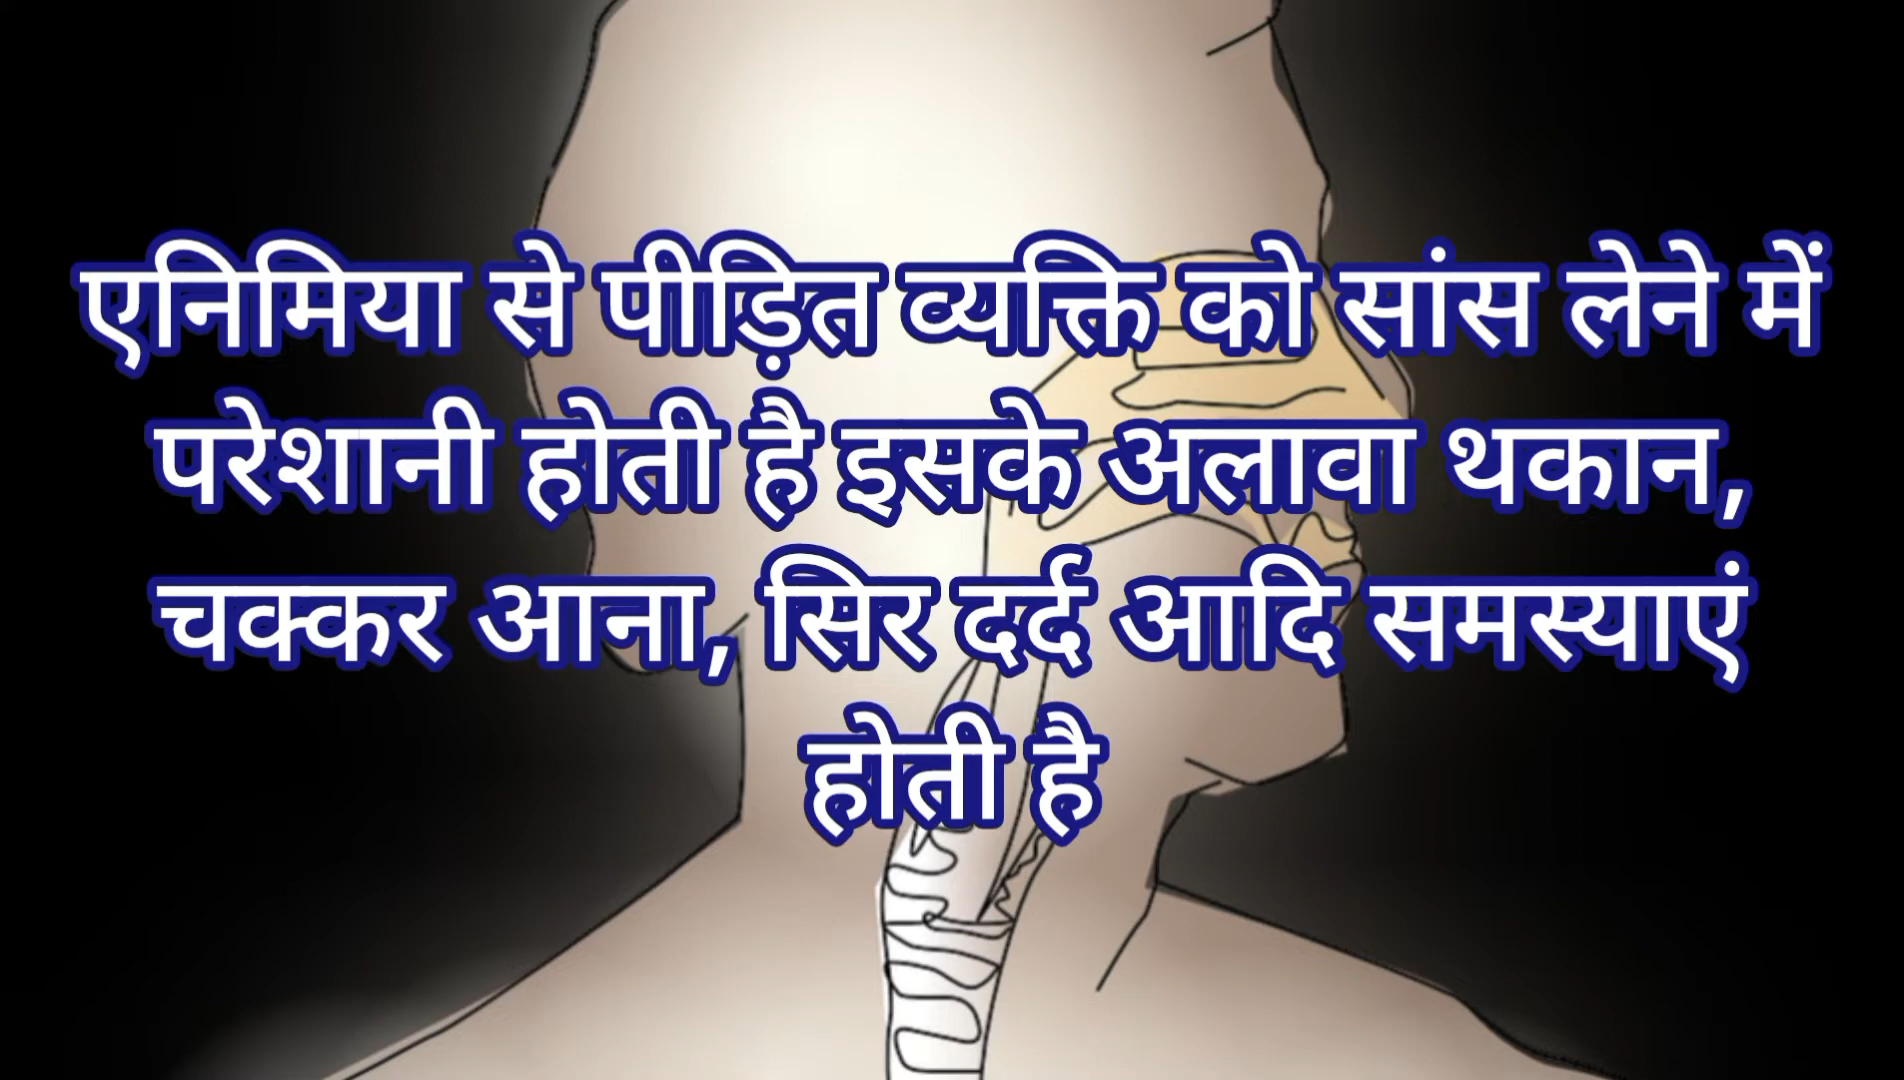 एनिमिया से पीड़ित व्यक्ति को सांस लेने में
परेशानी होती है इसके अलावा थकान,
चक्कर आना, सिर दर्द आदि समस्याएं
होती है